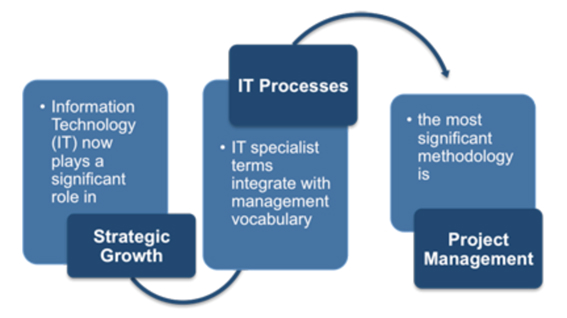 • Information
Technology
(IT) now
plays a
significant
role in
Strategic
Growth
IT Processes
• IT specialist
terms
integrate with
management
vocabulary
• the most
significant
methodology
is
Project
Management